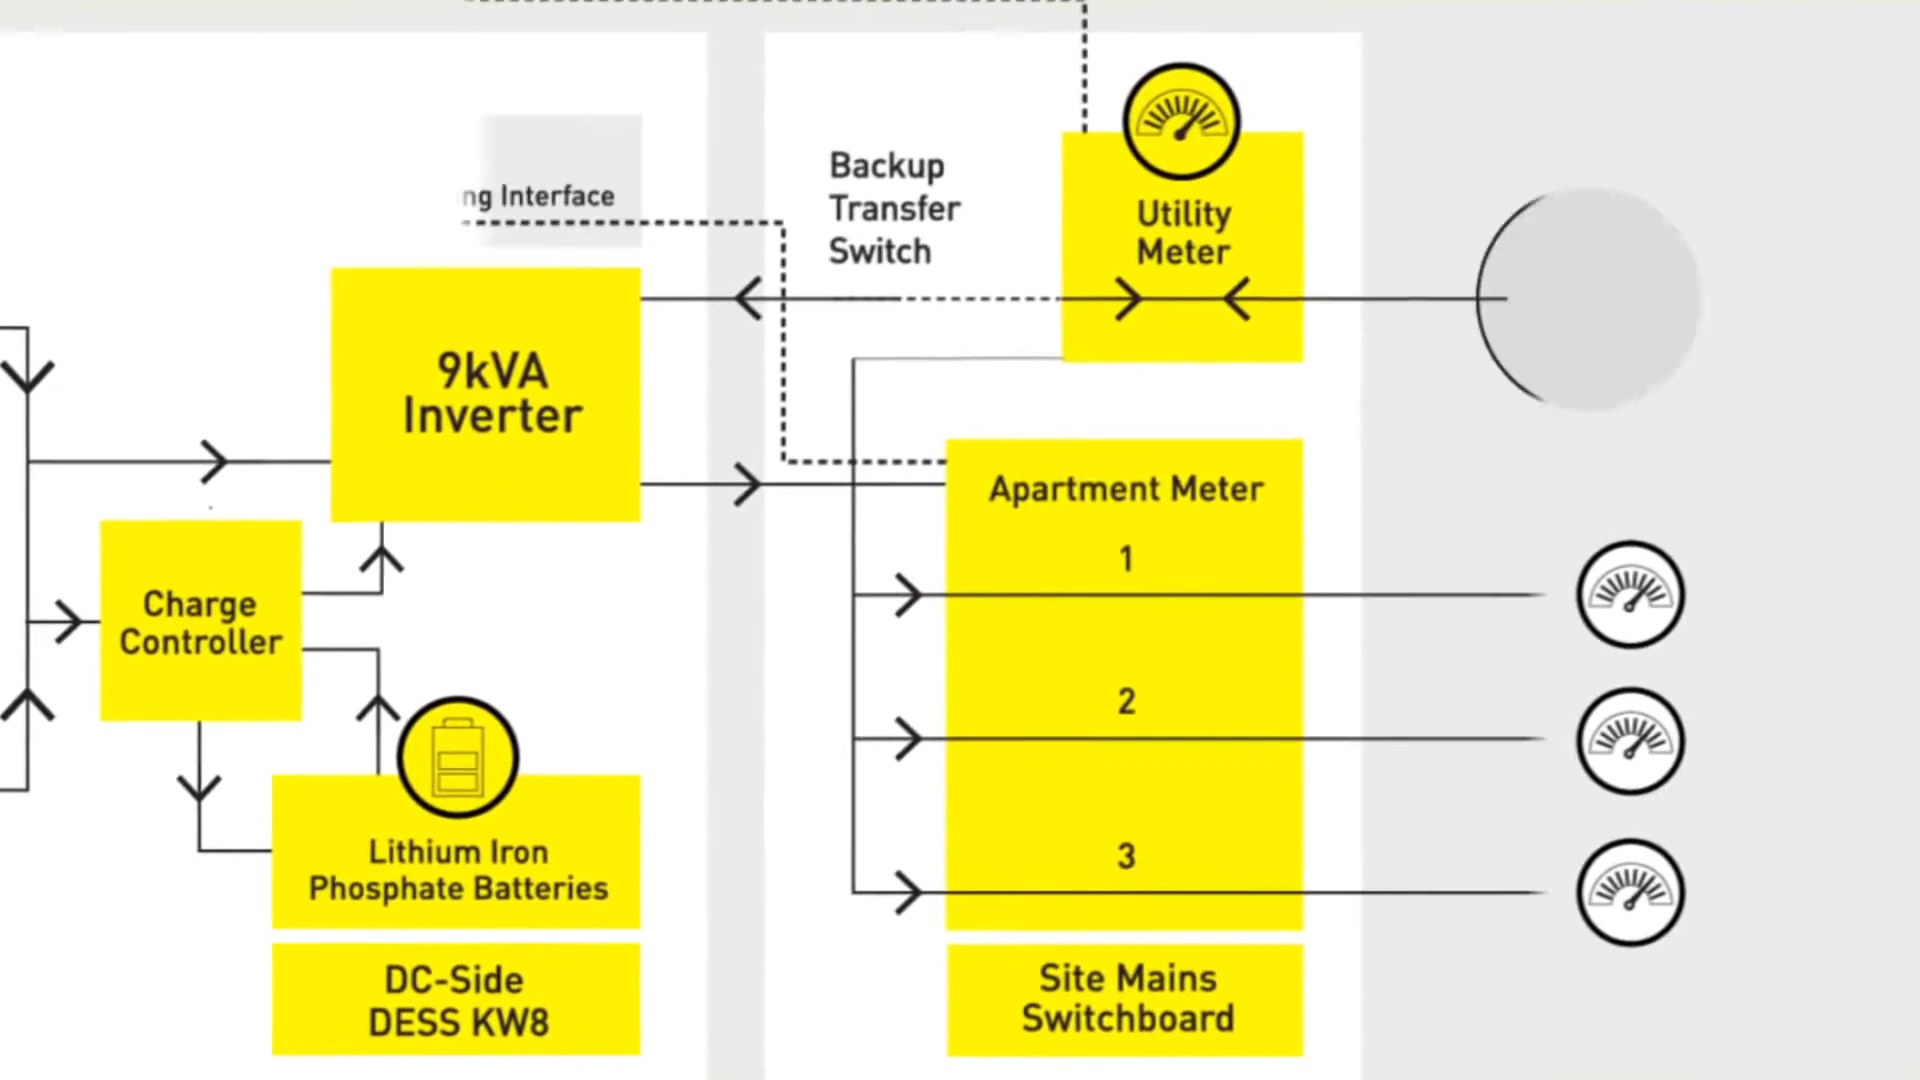 Interface
9kVA
Inverter
Charge
Controller
Lithium Iron
Phosphate Batteries
DC-Side
DESS KW8
Backup
Transfer
Switch
Utility
Meter
Apartment Meter
1
2
3
Site Mains
Switchboard